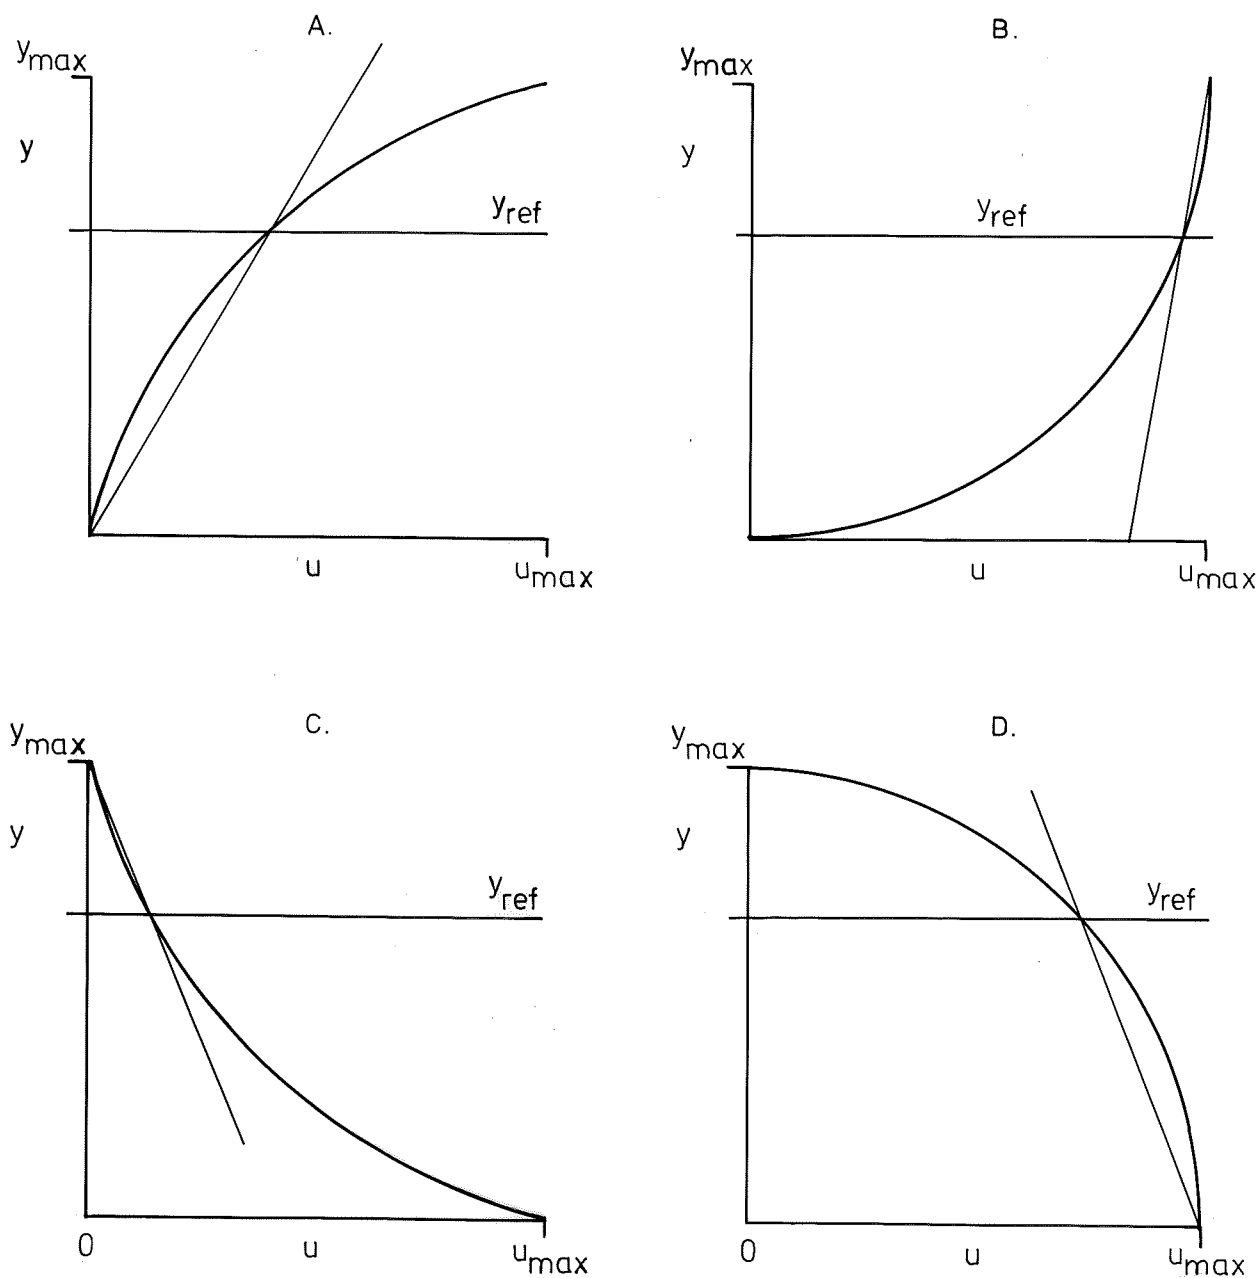 A.
y_max
y
y_ref
u
u_max
B.
y_max
y
y_ref
u
u_max
C.
y_max
y
y_ref
0
u
u_max
D.
y_max
y
y_ref
0
u
u_max